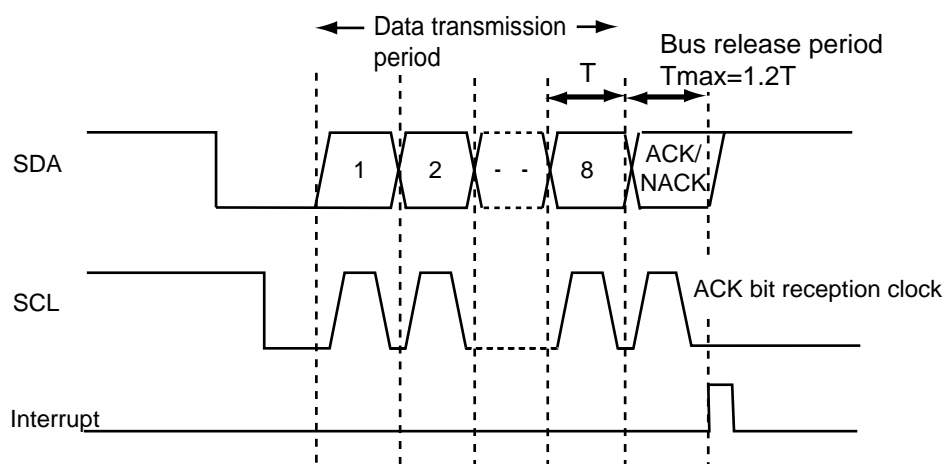 Data transmission
period
Bus release period
Tmax=1.2T
T
SDA
1
2
- -
8
ACK/
NACK
SCL
ACK bit reception clock
Interrupt